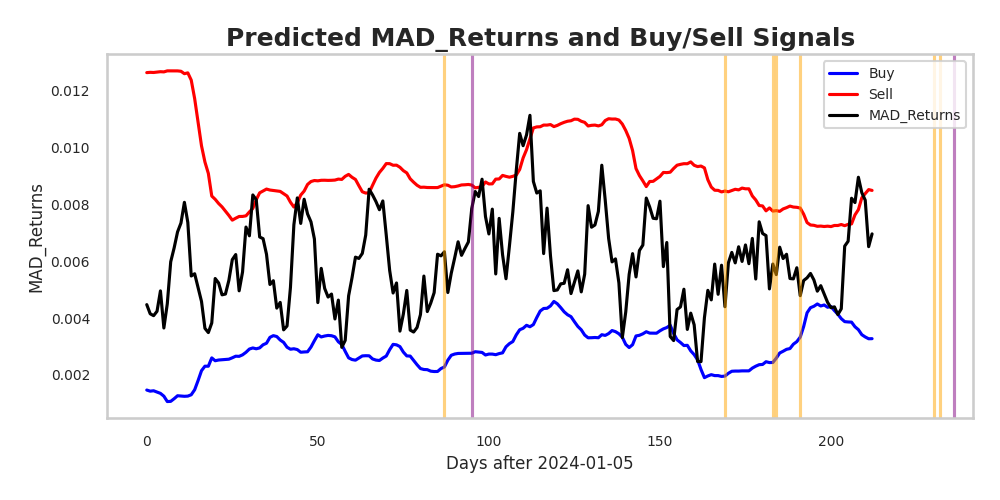 Predicted MAD_Returns and Buy/Sell Signals
Buy
Sell
MAD_Returns
0.012
0.010
0.008
0.006
0.004
0.002
MAD_Returns
0
50
100
150
200
Days after 2024-01-05